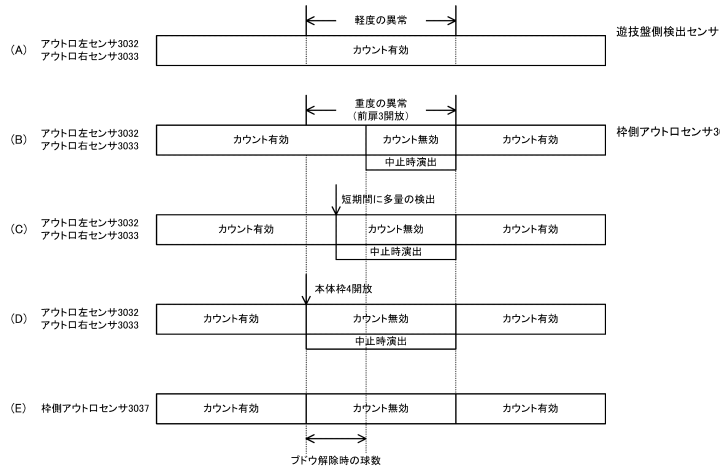 軽度の異常
遊技盤側検出センサ
(A)
アウトロ左センサ3032
アウトロ右センサ3033
カウント有効
重度の異常
(前扉3開放)
(B)
アウトロ左センサ3032
アウトロ右センサ3033
カウント有効
カウント無効
カウント有効
枠側アウトロセンサ3
中止時演出
短期間に多量の検出
(C)
アウトロ左センサ3032
アウトロ右センサ3033
カウント有効
カウント無効
カウント有効
中止時演出
本体枠4開放
(D)
アウトロ左センサ3032
アウトロ右センサ3033
カウント有効
カウント無効
カウント有効
中止時演出
(E)
枠側アウトロセンサ3037
カウント有効
カウント無効
カウント有効
ブドウ解除時の球数